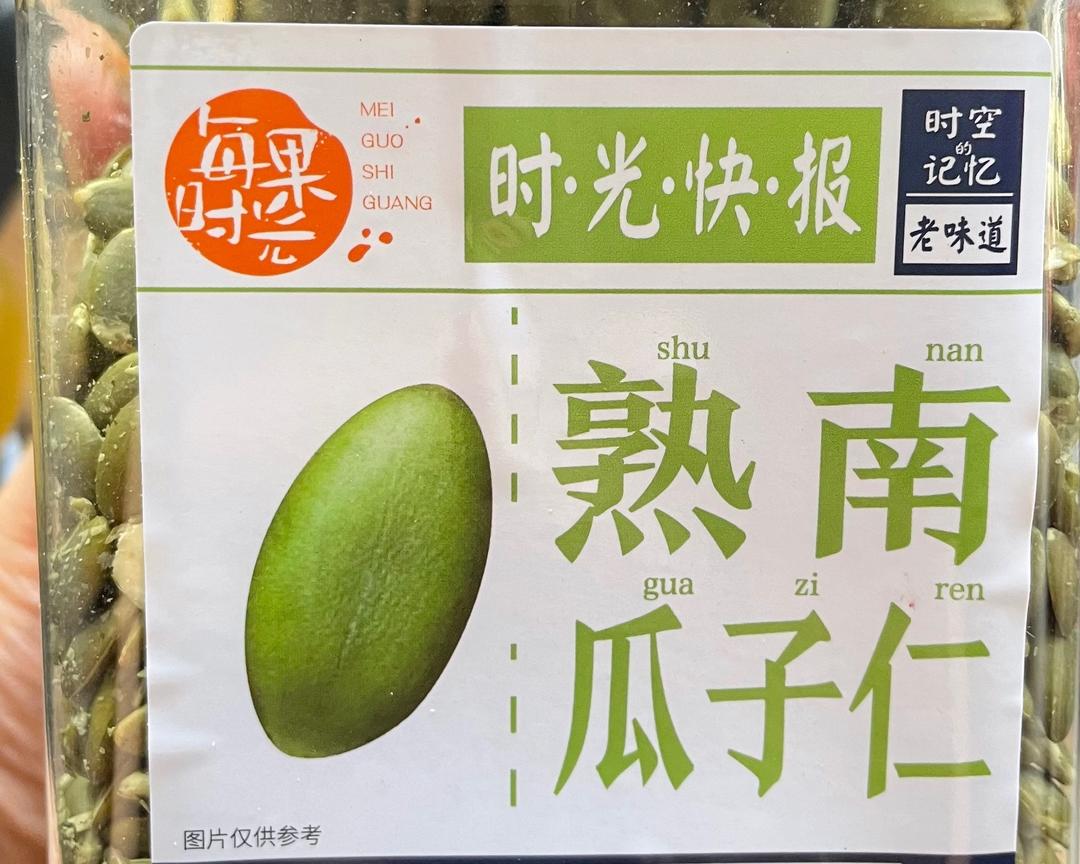 每果
时光
MEI
GUO
SHI
GUANG
时·光·快·报
时空
的
记忆
老味道
shu nan
熟南
gua zi ren
瓜子仁
图片仅供参考